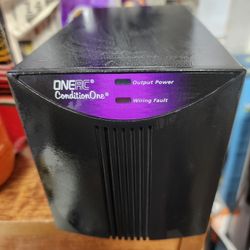 ONEAC®
ConditionOne®
Output Power
Wiring Fault